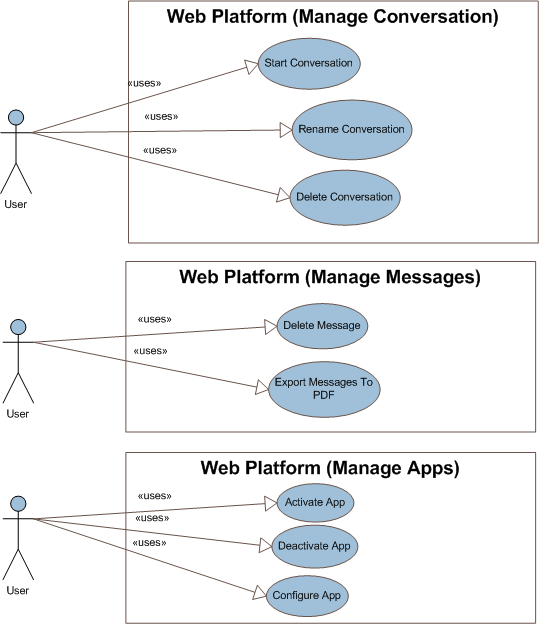 Web Platform (Manage Conversation)
Start Conversation
«uses»
«uses»
Rename Conversation
«uses»
Delete Conversation
User
Web Platform (Manage Messages)
«uses»
Delete Message
«uses»
Export Messages To
PDF
User
Web Platform (Manage Apps)
«uses»
Activate App
«uses»
Deactivate App
«uses»
Configure App
User